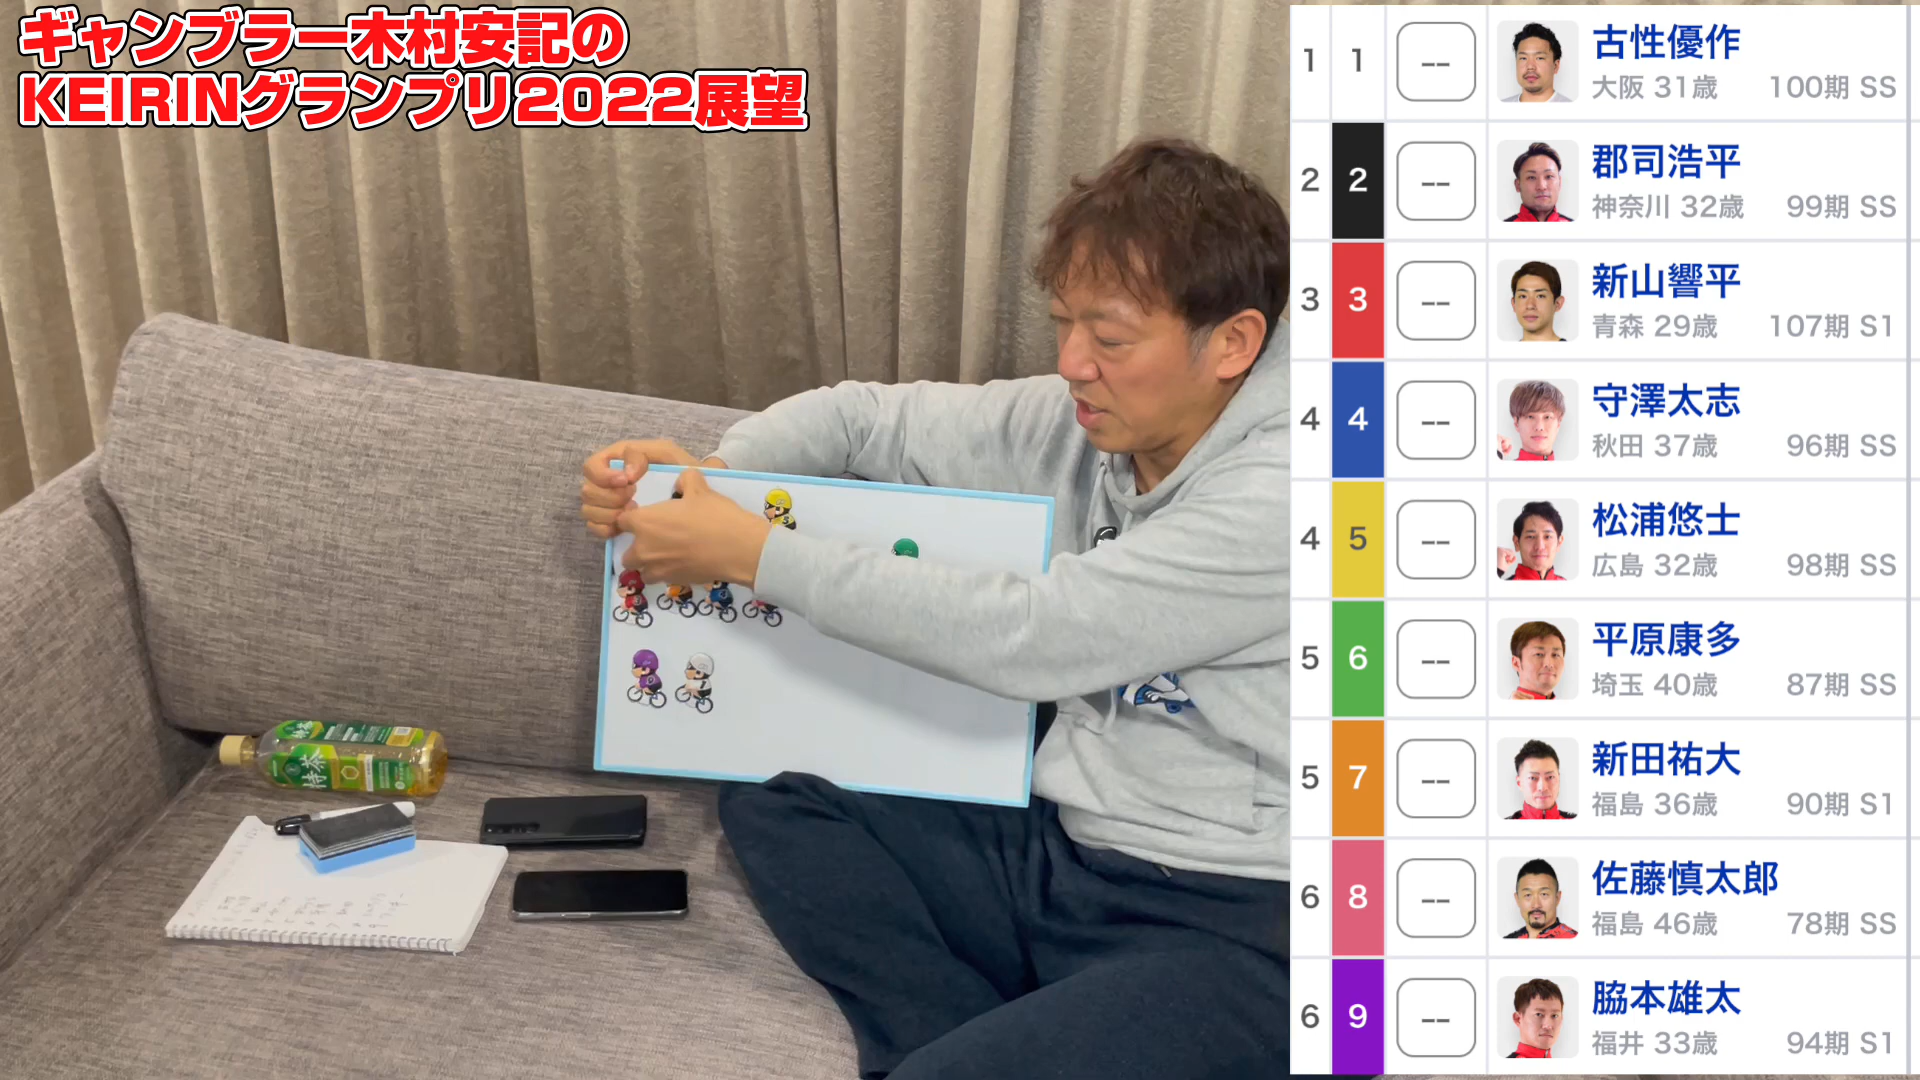 ギャンブラー木村安記の
KEIRINグランプリ2022展望
1 1 -- 古性優作
大阪 31歳 100期 SS
2 2 -- 郡司浩平
神奈川 32歳 99期 SS
3 3 -- 新山響平
青森 29歳 107期 S1
4 4 -- 守澤太志
秋田 37歳 96期 SS
4 5 -- 松浦悠士
広島 32歳 98期 SS
5 6 -- 平原康多
埼玉 40歳 87期 SS
5 7 -- 新田祐大
福島 36歳 90期 S1
6 8 -- 佐藤慎太郎
福島 46歳 78期 SS
6 9 -- 脇本雄太
福井 33歳 94期 S1
特茶